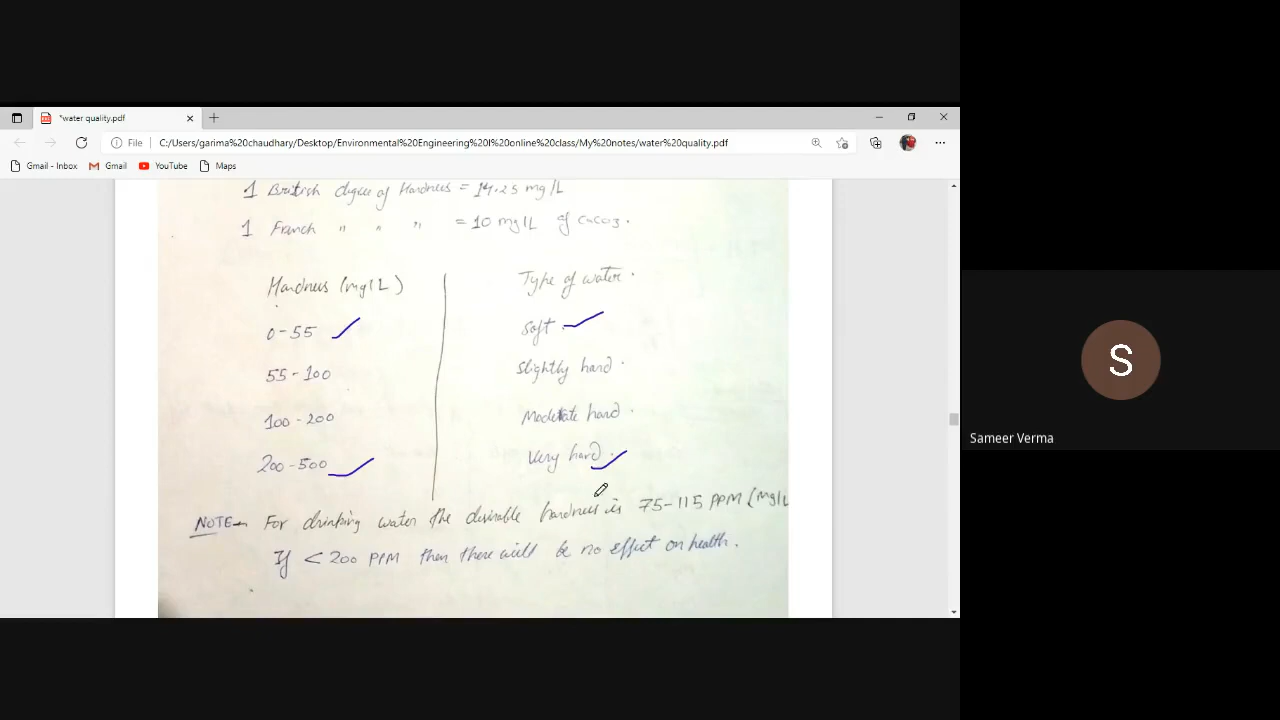 *water quality.pdf
File C:/Users/garima%20chaudhary/Desktop/Environmental%20Engineering%20I%20online%20class/My%20notes/water%20quality.pdf
Gmail - Inbox Gmail YouTube Maps
1 British degree of Hardness = 14.25 mg/L
1 French " " " = 10 mg/L of CaCO3.
Hardness (mg/L) Type of water.
0-55 Soft.
55-100 Slightly hard.
100-200 Moderate hard.
200-500 Very hard.
NOTE- For drinking water the desirable hardness is 75-115 PPM (mg/L
If < 200 PPM then there will be no effect on health.
S
Sameer Verma